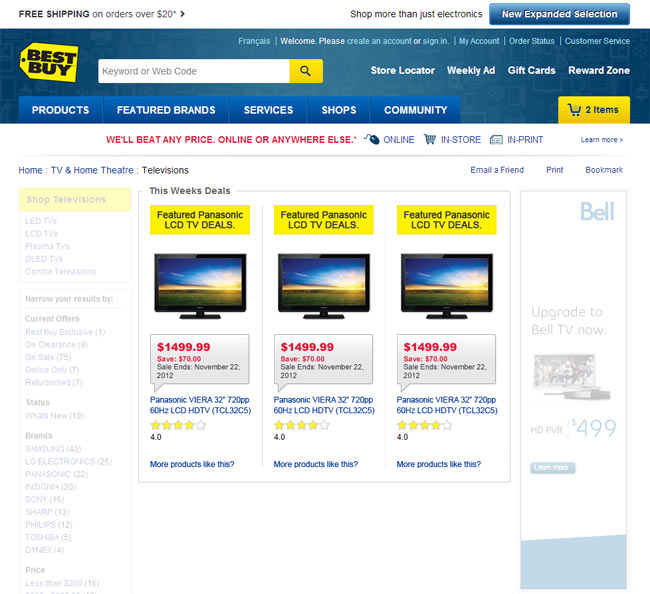 FREE SHIPPING on orders over $20* >
Shop more than just electronics
New Expanded Selection
BEST BUY
Français | Welcome. Please create an account or sign in. | My Account | Order Status | Customer Service
Keyword or Web Code
Store Locator Weekly Ad Gift Cards Reward Zone
PRODUCTS FEATURED BRANDS SERVICES SHOPS COMMUNITY
2 Items
WE'LL BEAT ANY PRICE. ONLINE OR ANYWHERE ELSE.* ONLINE IN-STORE IN-PRINT Learn more >
Home : TV & Home Theatre : Televisions
Email a Friend Print Bookmark
Shop Televisions
LED TVs
LCD TVs
Plasma TVs
OLED TVs
Combo Televisions
Narrow your results by:
Current Offers
Best Buy Exclusive (1)
On Clearance (9)
On Sale (75)
Online Only (7)
Refurbished (7)
Status
Whats New (10)
Brands
SAMSUNG (40)
LG ELECTRONICS (25)
PANASONIC (22)
INSIGNIA (20)
SONY (16)
SHARP (13)
PHILIPS (12)
TOSHIBA (5)
DYNEX (4)
Price
Less than $200 (16)
This Weeks Deals
Featured Panasonic
LCD TV DEALS.
$1499.99
Save: $70.00
Sale Ends: November 22,
2012
Panasonic VIERA 32" 720pp
60Hz LCD HDTV (TCL32C5)
4.0
More products like this?
Featured Panasonic
LCD TV DEALS.
$1499.99
Save: $70.00
Sale Ends: November 22,
2012
Panasonic VIERA 32" 720pp
60Hz LCD HDTV (TCL32C5)
4.0
More products like this?
Featured Panasonic
LCD TV DEALS.
$1499.99
Save: $70.00
Sale Ends: November 22,
2012
Panasonic VIERA 32" 720pp
60Hz LCD HDTV (TCL32C5)
4.0
More products like this?
Bell
Upgrade to
Bell TV now.
HD PVR $499
Learn more